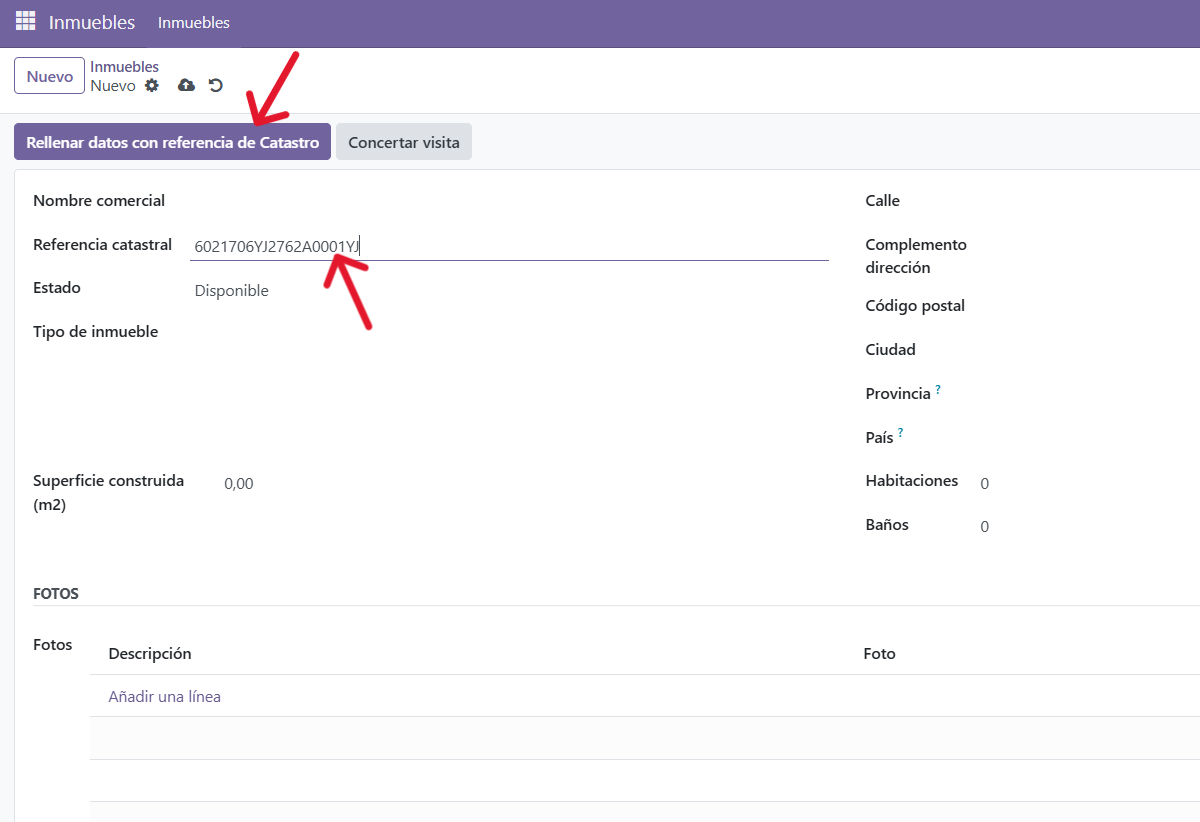 Inmuebles Inmuebles
Nuevo
Inmuebles
Nuevo
Rellenar datos con referencia de Catastro Concertar visita
Nombre comercial
Referencia catastral 6021706YJ2762A0001YJ
Estado Disponible
Tipo de inmueble
Superficie construida
(m2) 0,00
Calle
Complemento
dirección
Código postal
Ciudad
Provincia ?
País ?
Habitaciones 0
Baños 0
FOTOS
Fotos
Descripción Foto
Añadir una línea